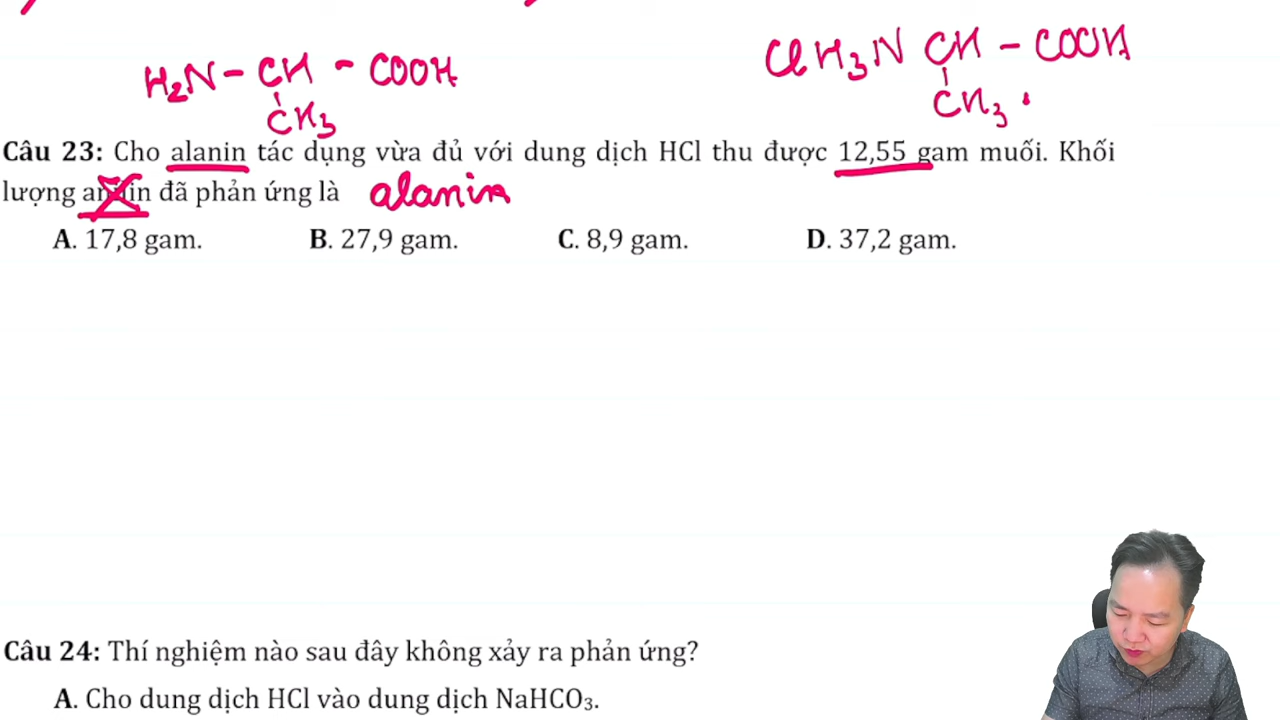 H₂N – CH – COOH
CH₃
ClH₃N CH – COOH
CH₃
Câu 23: Cho alanin tác dụng vừa đủ với dung dịch HCl thu được 12,55 gam muối. Khối
lượng đã phản ứng là alanin
A. 17,8 gam. B. 27,9 gam. C. 8,9 gam. D. 37,2 gam.
Câu 24: Thí nghiệm nào sau đây không xảy ra phản ứng?
A. Cho dung dịch HCl vào dung dịch NaHCO₃.